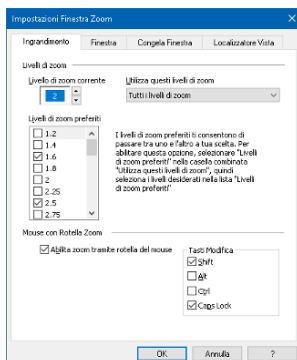 Impostazioni Finestra Zoom
Ingrandimento Finestra Congela Finestra Localizzatore Vista
Livelli di zoom
Livello di zoom corrente Utilizza questi livelli di zoom
2 Tutti i livelli di zoom
Livelli di zoom preferiti
1.2
1.4
1.6
1.8
2
2.25
2.5
2.75
I livelli di zoom preferiti ti consentono di
passare tra uno e l'altro a tua scelta. Per
abilitare questa opzione, selezionare "Livelli
di zoom preferiti" nella casella combinata
"Utilizza questi livelli di zoom", quindi
seleziona i livelli desiderati nella lista "Livelli
di zoom preferiti"
Mouse con Rotella
Zoom
Abilita zoom tramite rotella del mouse
Tasti Modifica
Shift
Alt
Ctrl
Caps Lock
OK Annulla ?